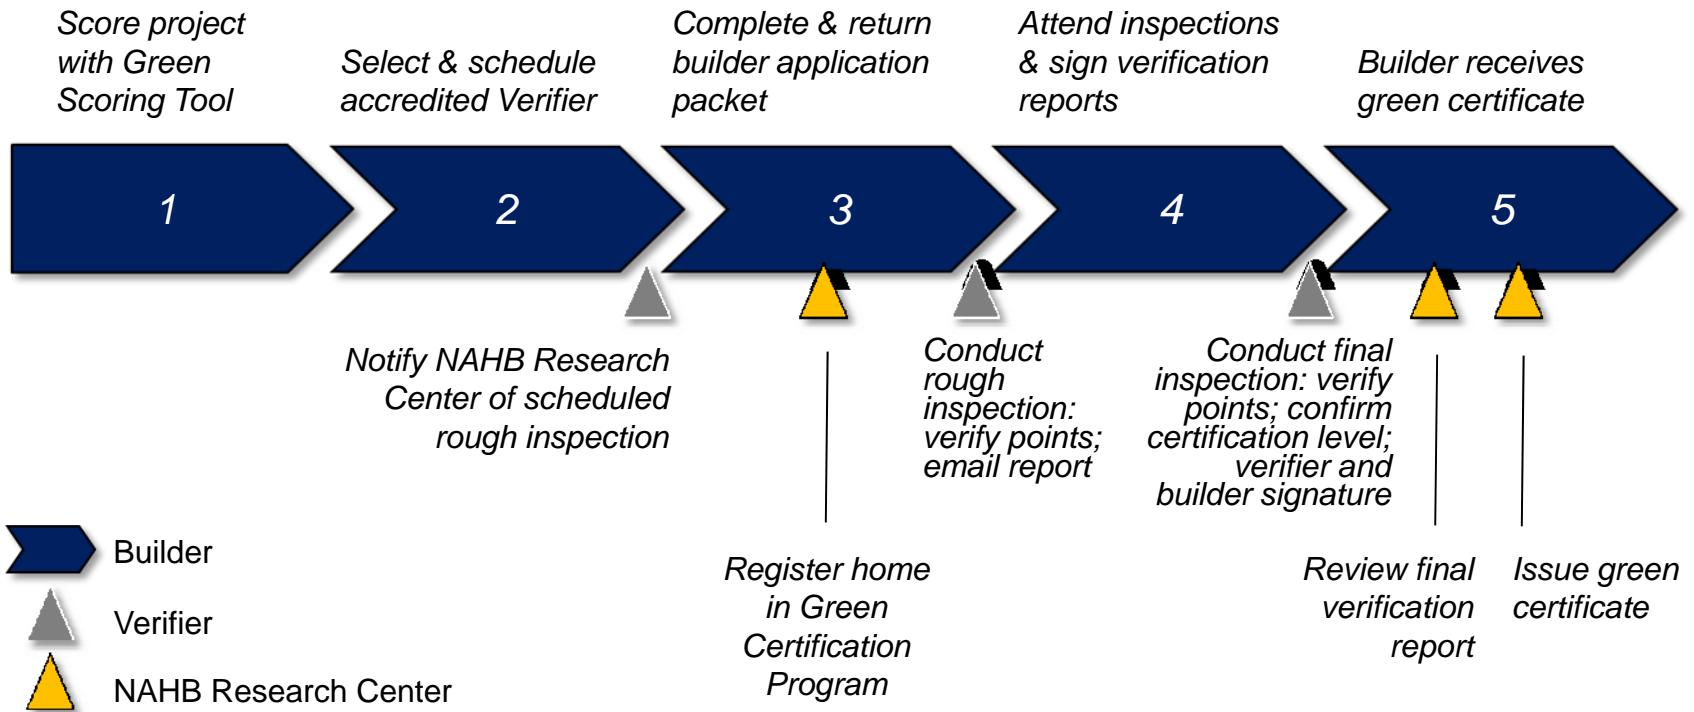 Score project
with Green
Scoring Tool
Select & schedule
accredited Verifier
Complete & return
builder application
packet
Attend inspections
& sign verification
reports
Builder receives
green certificate
1
2
3
4
5
Notify NAHB Research
Center of scheduled
rough inspection
Conduct
rough
inspection:
verify points;
email report
Conduct final
inspection: verify
points; confirm
certification level;
verifier and
builder signature
Register home
in Green
Certification
Program
Review final
verification
report
Issue green
certificate
Builder
Verifier
NAHB Research Center